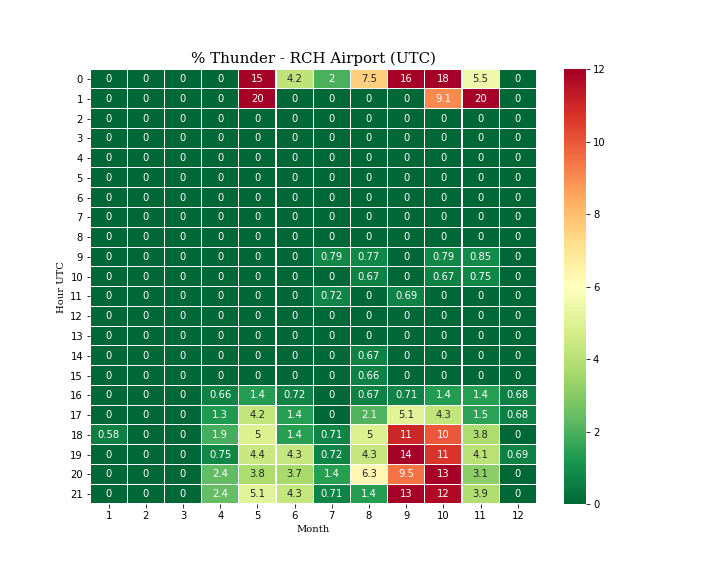 % Thunder - RCH Airport (UTC)
0 0 0 0 0 15 4.2 2 7.5 16 18 5.5 0
1 0 0 0 0 20 0 0 0 0 9.1 20 0
2 0 0 0 0 0 0 0 0 0 0 0 0
3 0 0 0 0 0 0 0 0 0 0 0 0
4 0 0 0 0 0 0 0 0 0 0 0 0
5 0 0 0 0 0 0 0 0 0 0 0 0
6 0 0 0 0 0 0 0 0 0 0 0 0
7 0 0 0 0 0 0 0 0 0 0 0 0
8 0 0 0 0 0 0 0 0 0 0 0 0
9 0 0 0 0 0 0 0.79 0.77 0 0.79 0.85 0
10 0 0 0 0 0 0 0 0.67 0 0.67 0.75 0
11 0 0 0 0 0 0 0.72 0 0.69 0 0 0
12 0 0 0 0 0 0 0 0 0 0 0 0
13 0 0 0 0 0 0 0 0 0 0 0 0
14 0 0 0 0 0 0 0 0.67 0 0 0 0
15 0 0 0 0 0 0 0 0.66 0 0 0 0
16 0 0 0 0.66 1.4 0.72 0 0.67 0.71 1.4 1.4 0.68
17 0 0 0 1.3 4.2 1.4 0 2.1 5.1 4.3 1.5 0.68
18 0.58 0 0 1.9 5 1.4 0.71 5 11 10 3.8 0
19 0 0 0 0.75 4.4 4.3 0.72 4.3 14 11 4.1 0.69
20 0 0 0 2.4 3.8 3.7 1.4 6.3 9.5 13 3.1 0
21 0 0 0 2.4 5.1 4.3 0.71 1.4 13 12 3.9 0
1 2 3 4 5 6 7 8 9 10 11 12
Month
Hour UTC
12
10
8
6
4
2
0